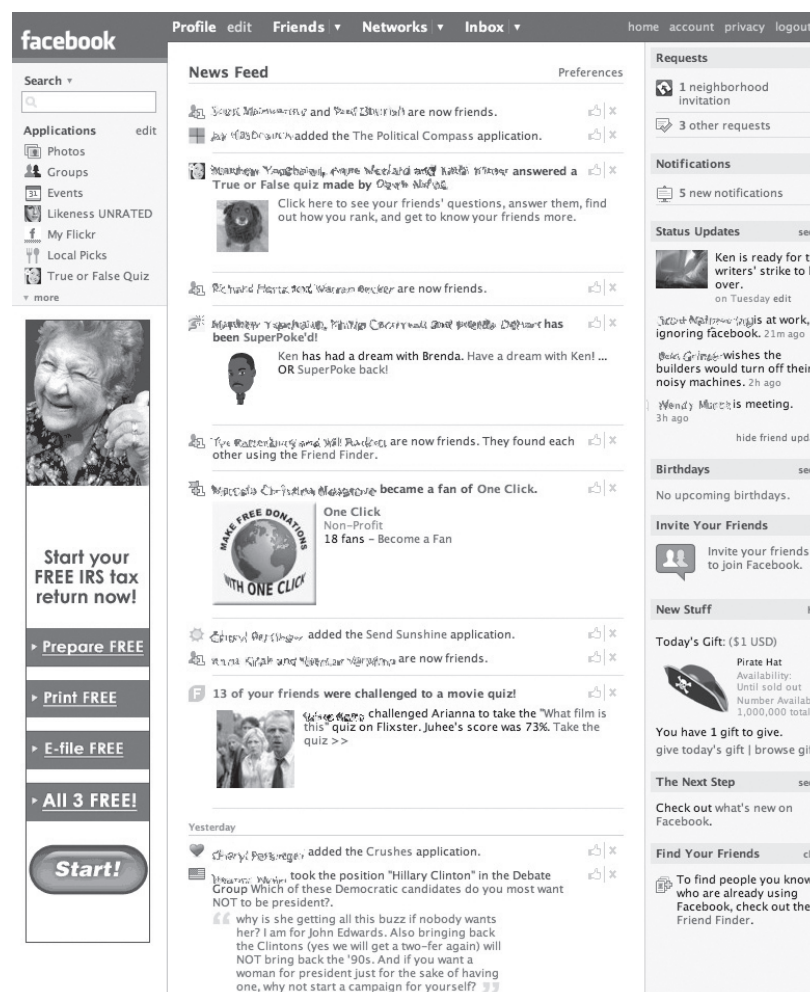 facebook
Profile edit Friends ▼ Networks ▼ Inbox ▼
home account privacy logout
Search ▼
Applications edit
Photos
Groups
31 Events
Likeness UNRATED
My Flickr
Local Picks
True or False Quiz
▼ more
Start your
FREE IRS tax
return now!
Prepare FREE
Print FREE
E-file FREE
All 3 FREE!
Start!
News Feed Preferences
and are now friends.
added the The Political Compass application.
and answered a
True or False quiz made by
Click here to see your friends' questions, answer them, find
out how you rank, and get to know your friends more.
and are now friends.
and has
been SuperPoke'd!
Ken has had a dream with Brenda. Have a dream with Ken! ...
OR SuperPoke back!
and are now friends. They found each
other using the Friend Finder.
became a fan of One Click.
MAKE FREE DONATIONS
WITH ONE CLICK
One Click
Non-Profit
18 fans – Become a Fan
added the Send Sunshine application.
and are now friends.
13 of your friends were challenged to a movie quiz!
challenged Arianna to take the "What film is
this" quiz on Flixster. Juhee's score was 73%. Take the
quiz >>
Yesterday
added the Crushes application.
took the position "Hillary Clinton" in the Debate
Group Which of these Democratic candidates do you most want
NOT to be president?.
why is she getting all this buzz if nobody wants
her? I am for John Edwards. Also bringing back
the Clintons (yes we will get a two-fer again) will
NOT bring back the '90s. And if you want a
woman for president just for the sake of having
one, why not start a campaign for yourself?
Requests
1 neighborhood
invitation
3 other requests
Notifications
5 new notifications
Status Updates
Ken is ready for
writers' strike to
over.
on Tuesday edit
is at work,
ignoring facebook. 21m ago
wishes the
builders would turn off their
noisy machines. 2h ago
Wendy is meeting.
3h ago
hide friend
Birthdays
No upcoming birthdays.
Invite Your Friends
Invite your friends
to join Facebook.
New Stuff
Today's Gift: ($1 USD)
Pirate Hat
Availability:
Until sold out
Number
1,000,000 total
You have 1 gift to give.
give today's gift | browse
The Next Step
Check out what's new on
Facebook.
Find Your Friends
To find people you know
who are already using
Facebook, check out the
Friend Finder.